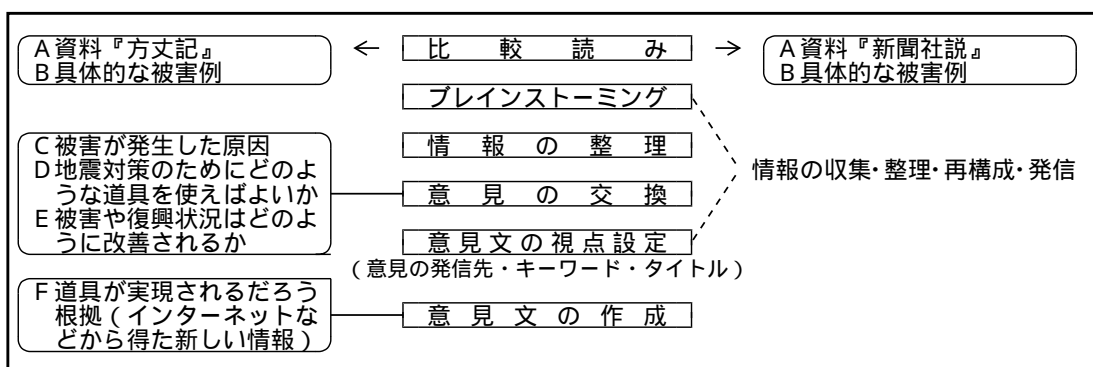 A資料『方丈記』
B具体的な被害例
←
比較読み
→
A資料『新聞社説』
B具体的な被害例
ブレインストーミング
C被害が発生した原因
D地震対策のためにどのよ
うな道具を使えばよいか
E被害や復興状況はどのよ
うに改善されるか
情報の整理
意見の交換
意見文の視点設定
(意見の発信先・キーワード・タイトル)
情報の収集・整理・再構成・発信
F道具が実現されるだろう
根拠(インターネットな
どから得た新しい情報)
意見文の作成